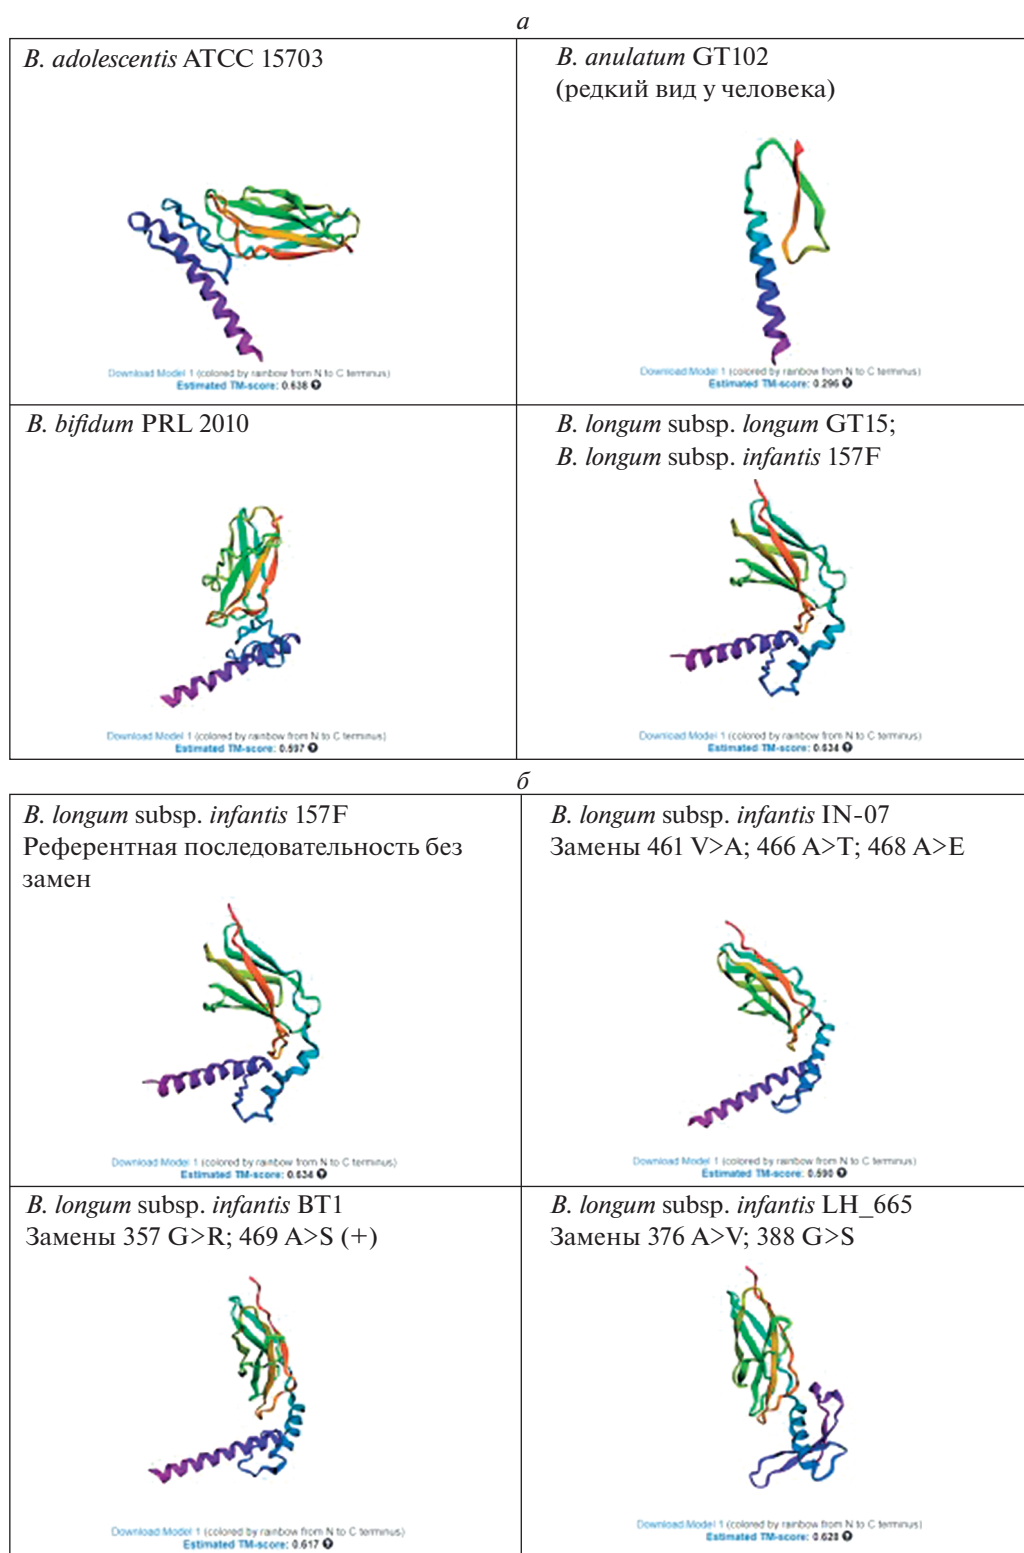 а
B. adolescentis ATCC 15703
B. anulatum GT102
(редкий вид у человека)
Download Model 1 (colored by rainbow from N to C terminus)
Estimated TM-score: 0.638
Download Model 1 (colored by rainbow from N to C terminus)
Estimated TM-score: 0.296
B. bifidum PRL 2010
B. longum subsp. longum GT15;
B. longum subsp. infantis 157F
Download Model 1 (colored by rainbow from N to C terminus)
Estimated TM-score: 0.597
Download Model 1 (colored by rainbow from N to C terminus)
Estimated TM-score: 0.634
б
B. longum subsp. infantis 157F
Референтная последовательность без
замен
B. longum subsp. infantis IN-07
Замены 461 V>A; 466 A>T; 468 A>E
Download Model 1 (colored by rainbow from N to C terminus)
Estimated TM-score: 0.634
Download Model 1 (colored by rainbow from N to C terminus)
Estimated TM-score: 0.590
B. longum subsp. infantis BT1
Замены 357 G>R; 469 A>S (+)
B. longum subsp. infantis LH_665
Замены 376 A>V; 388 G>S
Download Model 1 (colored by rainbow from N to C terminus)
Estimated TM-score: 0.617
Download Model 1 (colored by rainbow from N to C terminus)
Estimated TM-score: 0.628